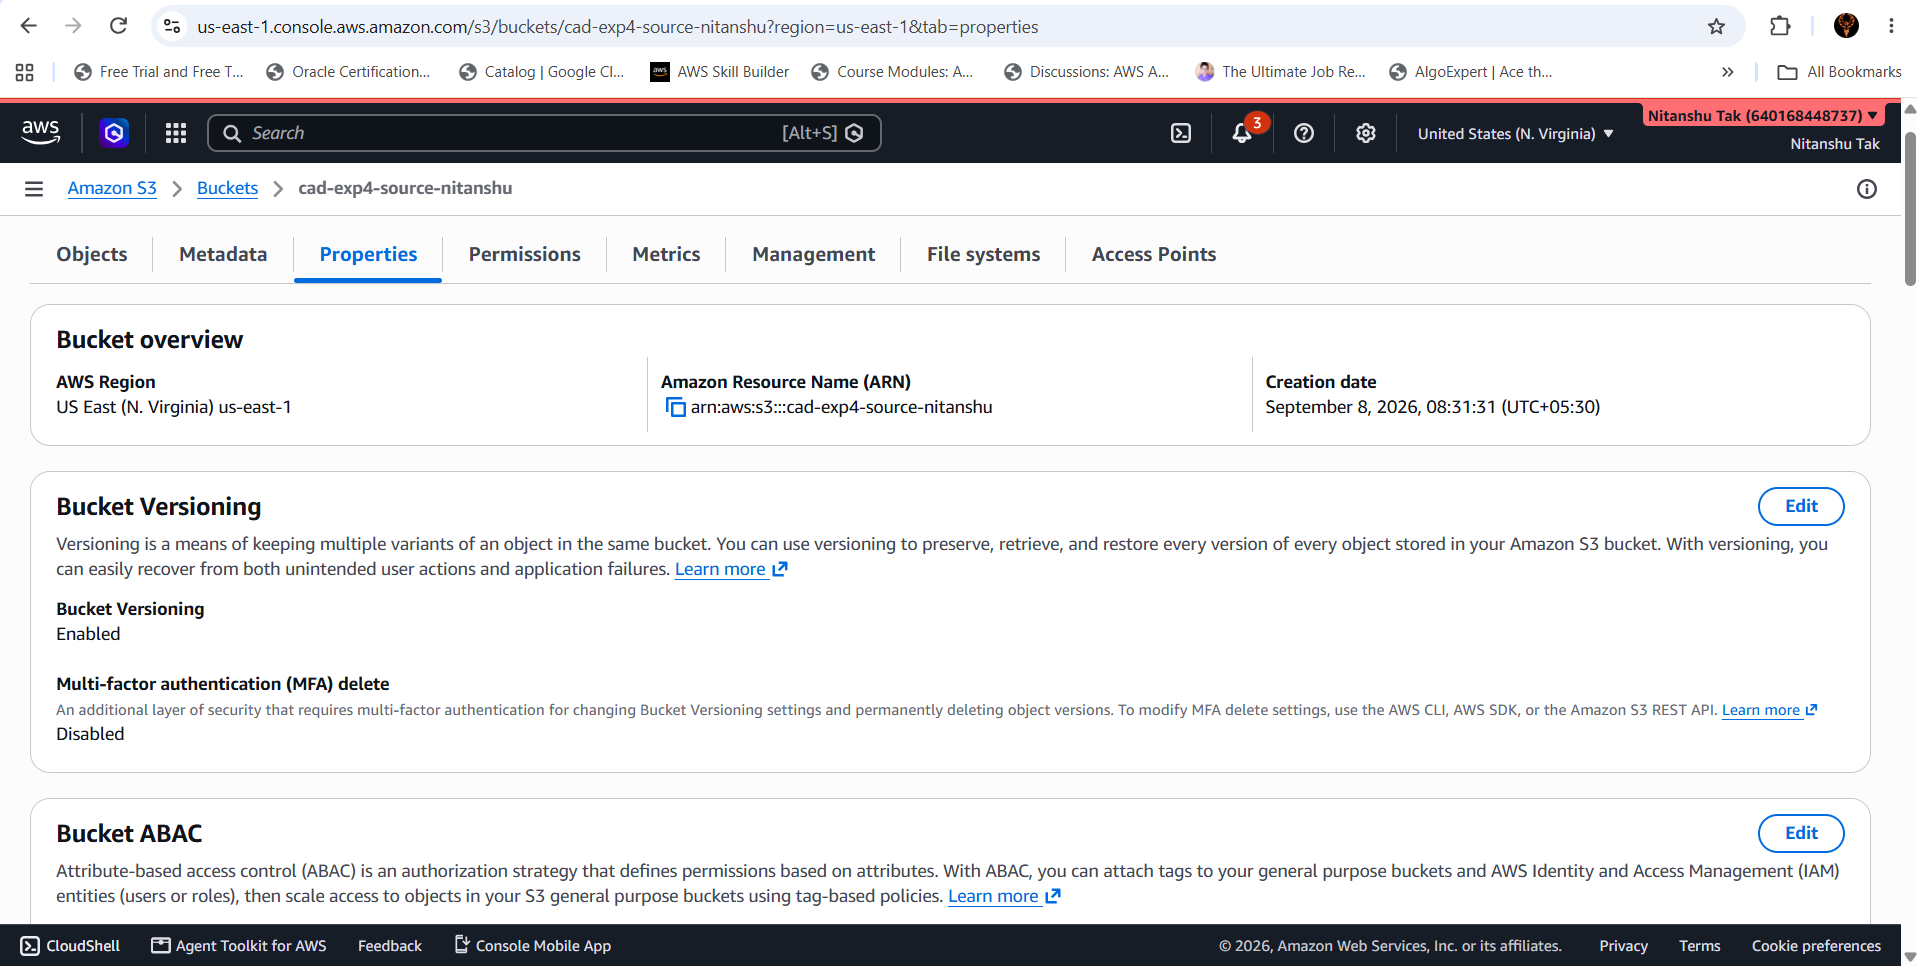 us-east-1.console.aws.amazon.com/s3/buckets/cad-exp4-source-nitanshu?region=us-east-1&tab=properties
Free Trial and Free T... Oracle Certification... Catalog | Google Cl... aws AWS Skill Builder Course Modules: A... Discussions: AWS A... The Ultimate Job Re... AlgoExpert | Ace th... » All Bookmarks
aws Search [Alt+S] 3 United States (N. Virginia) ▼ Nitanshu Tak (640168448737) ▼
Nitanshu Tak
Amazon S3 > Buckets > cad-exp4-source-nitanshu
Objects Metadata Properties Permissions Metrics Management File systems Access Points
Bucket overview
AWS Region Amazon Resource Name (ARN) Creation date
US East (N. Virginia) us-east-1 arn:aws:s3:::cad-exp4-source-nitanshu September 8, 2026, 08:31:31 (UTC+05:30)
Bucket Versioning Edit
Versioning is a means of keeping multiple variants of an object in the same bucket. You can use versioning to preserve, retrieve, and restore every version of every object stored in your Amazon S3 bucket. With versioning, you
can easily recover from both unintended user actions and application failures. Learn more
Bucket Versioning
Enabled
Multi-factor authentication (MFA) delete
An additional layer of security that requires multi-factor authentication for changing Bucket Versioning settings and permanently deleting object versions. To modify MFA delete settings, use the AWS CLI, AWS SDK, or the Amazon S3 REST API. Learn more
Disabled
Bucket ABAC Edit
Attribute-based access control (ABAC) is an authorization strategy that defines permissions based on attributes. With ABAC, you can attach tags to your general purpose buckets and AWS Identity and Access Management (IAM)
entities (users or roles), then scale access to objects in your S3 general purpose buckets using tag-based policies. Learn more
CloudShell Agent Toolkit for AWS Feedback Console Mobile App © 2026, Amazon Web Services, Inc. or its affiliates. Privacy Terms Cookie preferences